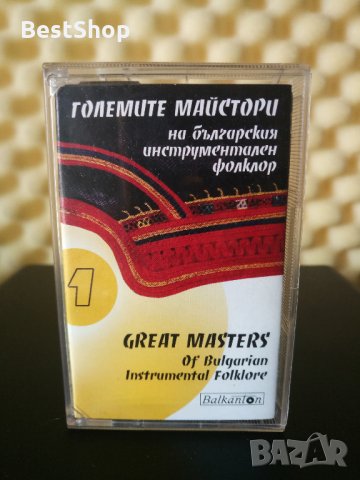 BestShop
ГОЛЕМИТЕ МАЙСТОРИ
на българския
инструментален
фолклор
1
GREAT MASTERS
Of Bulgarian
Instrumental Folklore
Balkanton
BAZAR